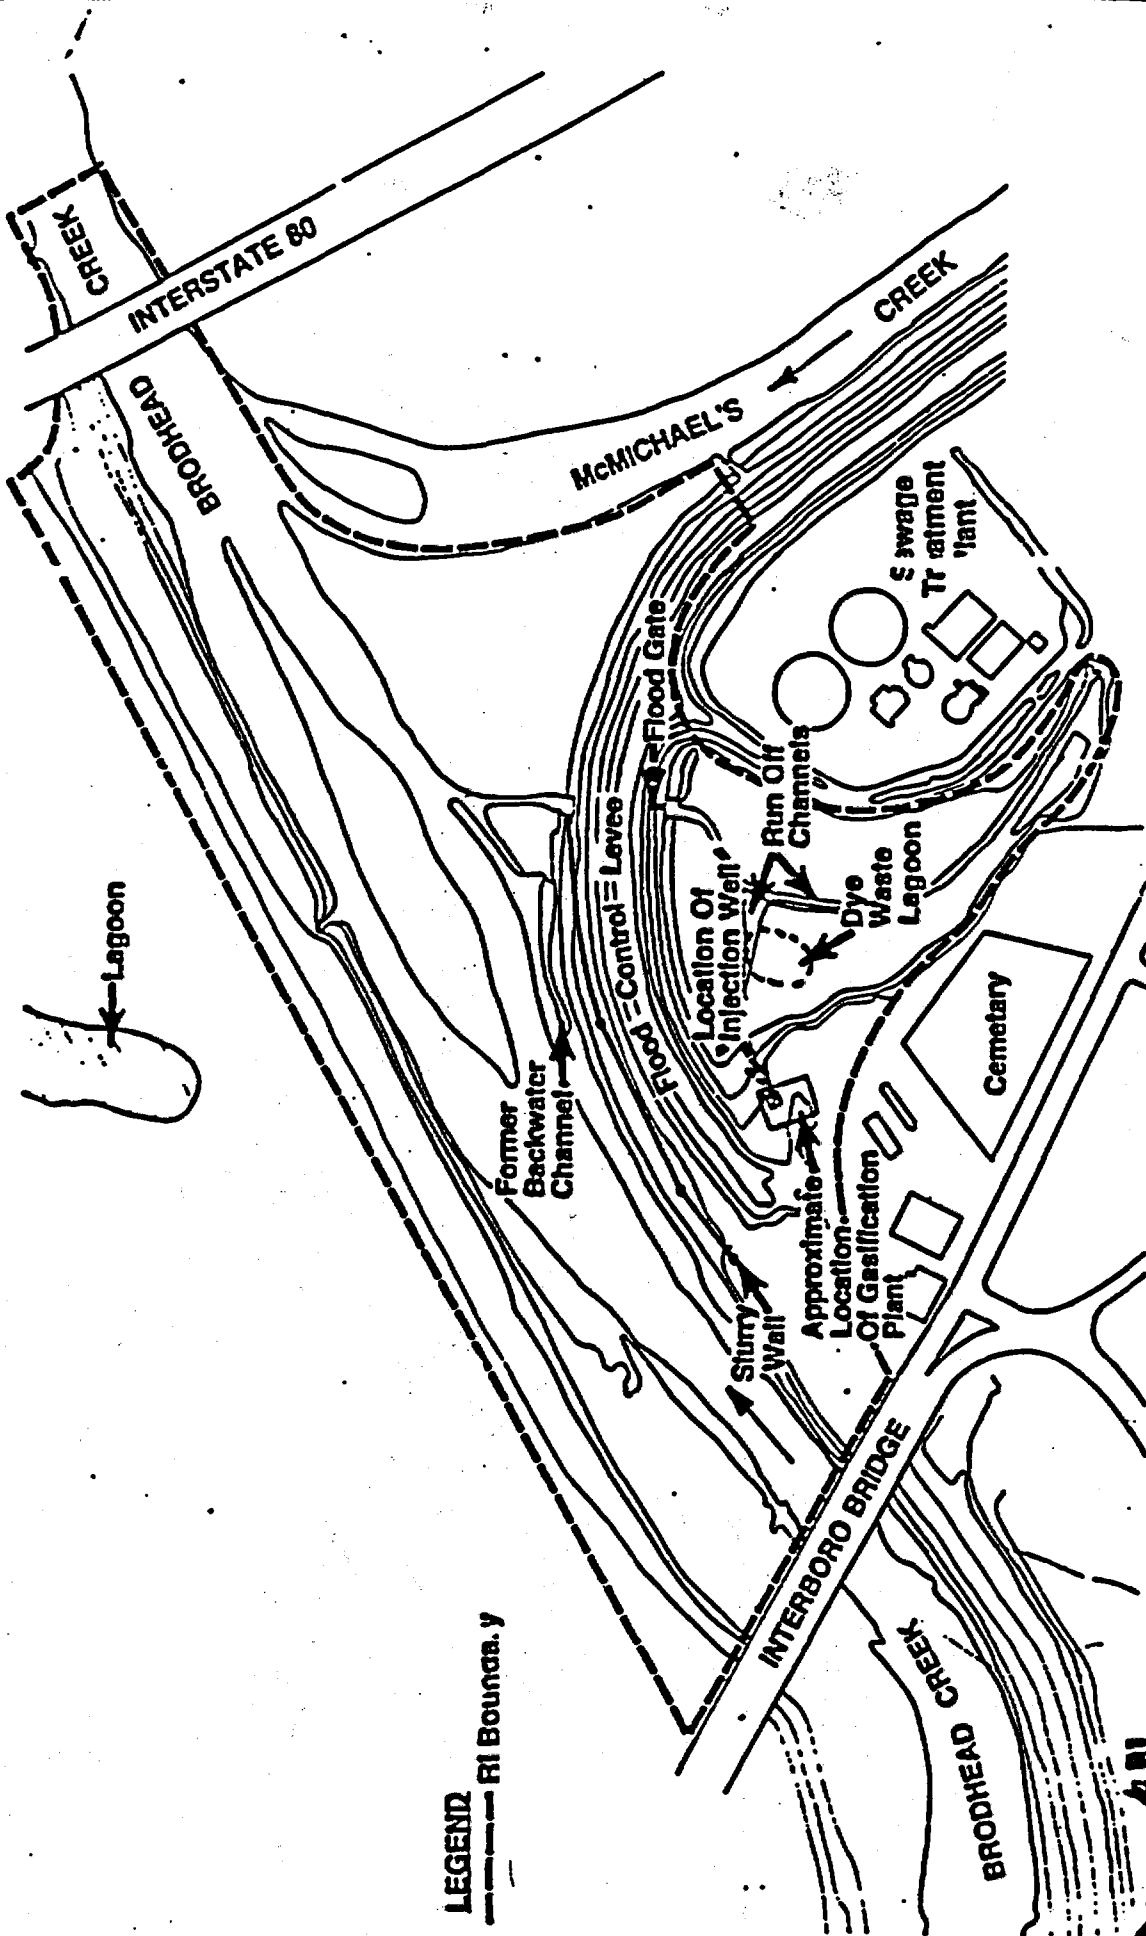 Lagoon
CREEK
INTERSTATE 80
BRODHEAD
McMICHAEL'S
CREEK
Former
Backwater
Channel
Flood Control Levee
Flood Gate
Location Of
Injection Well
Run Off
Channels
Dye
Waste
Lagoon
Treatment
Cemetary
Slurry
Wall
Approximate
Location
Of Gasification
Plant
INTERBORO BRIDGE
BRODHEAD CREEK
LEGEND
RI